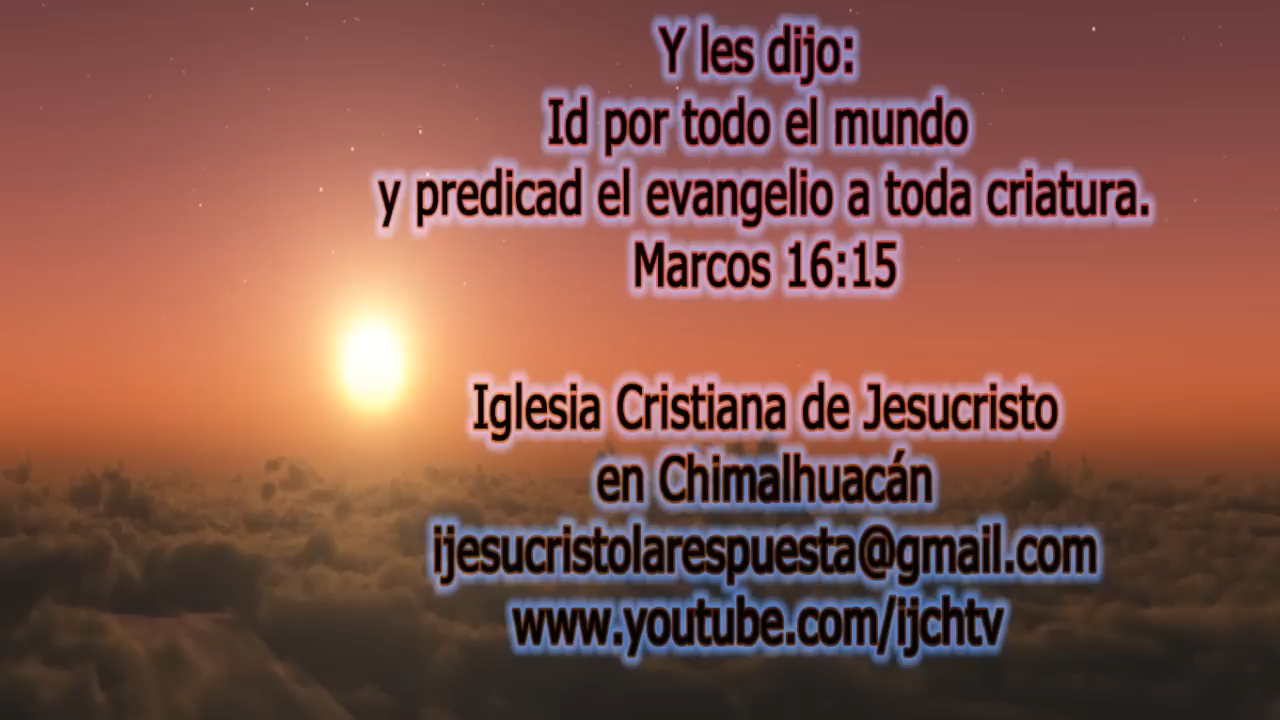 Y les dijo:
Id por todo el mundo
y predicad el evangelio a toda criatura.
Marcos 16:15
Iglesia Cristiana de Jesucristo
en Chimalhuacán
ijesucristolarespuesta@gmail.com
www.youtube.com/ijchtv